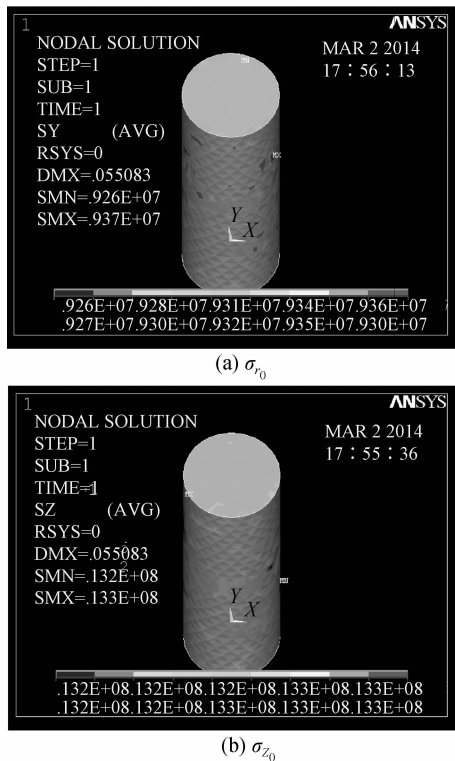 1
ANSYS
NODAL SOLUTION
STEP=1
SUB=1
TIME=1
SY (AVG)
RSYS=0
DMX=.055083
SMN=.926E+07
SMX=.937E+07
MAR 2 2014
17：56：13
MN
MX
Y
X
.926E+07.928E+07.931E+07.934E+07.936E+07
.927E+07.930E+07.932E+07.935E+07.930E+07
(a) σr0
1
ANSYS
NODAL SOLUTION
STEP=1
SUB=1
TIME=1
SZ (AVG)
RSYS=0
DMX=.055083
SMN=.132E+08
SMX=.133E+08
MAR 2 2014
17：55：36
MX
MN
Y
X
.132E+08.132E+08.132E+08.133E+08.133E+08
.132E+08.132E+08.133E+08.133E+08.133E+08
(b) σZ0